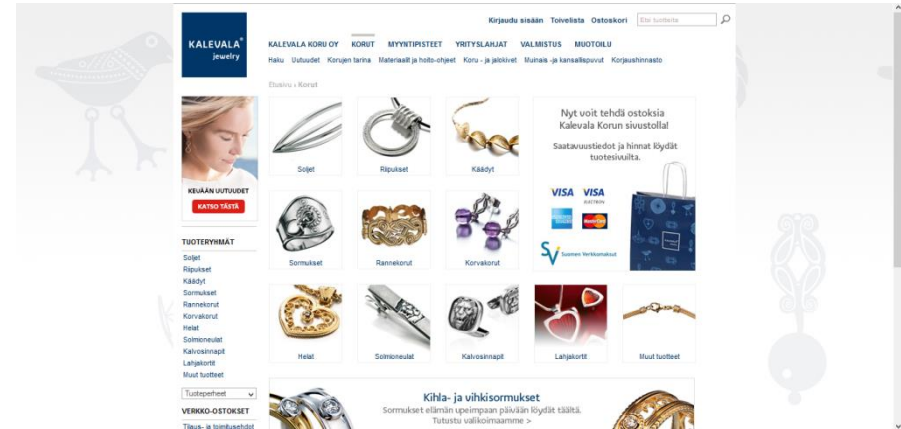 Kirjaudu sisään Toivelista Ostoskori Etsi tuotteita
KALEVALA®
jewelry
KALEVALA KORU OY KORUT MYYNTIPISTEET YRITYSLAHJAT VALMISTUS MUOTOILU
Haku Uutuudet Korujen tarina Materiaalit ja hoito-ohjeet Koru - ja jalokivet Muinais -ja kansallispuvut Korjaushinnasto
Etusivu › Korut
KEVÄÄN UUTUUDET
KATSO TÄSTÄ
TUOTERYHMÄT
Soljet
Riipukset
Käädyt
Sormukset
Rannekorut
Korvakorut
Helat
Solmioneulat
Kalvosinnapit
Lahjakortit
Muut tuotteet
Tuoteperheet
VERKKO-OSTOKSET
Tilaus- ja toimitusehdot
Soljet
Riipukset
Käädyt
Sormukset
Rannekorut
Korvakorut
Nyt voit tehdä ostoksia
Kalevala Korun sivustolla!
Saatavuustiedot ja hinnat löydät
tuotesivuilta.
VISA VISA
ELECTRON
MasterCard
Suomen Verkkomaksut
Helat
Solmioneulat
Kalvosinnapit
Lahjakortit
Muut tuotteet
Kihla- ja vihkisormukset
Sormukset elämän upeimpaan päivään löydät täältä.
Tutustu valikoimaamme >